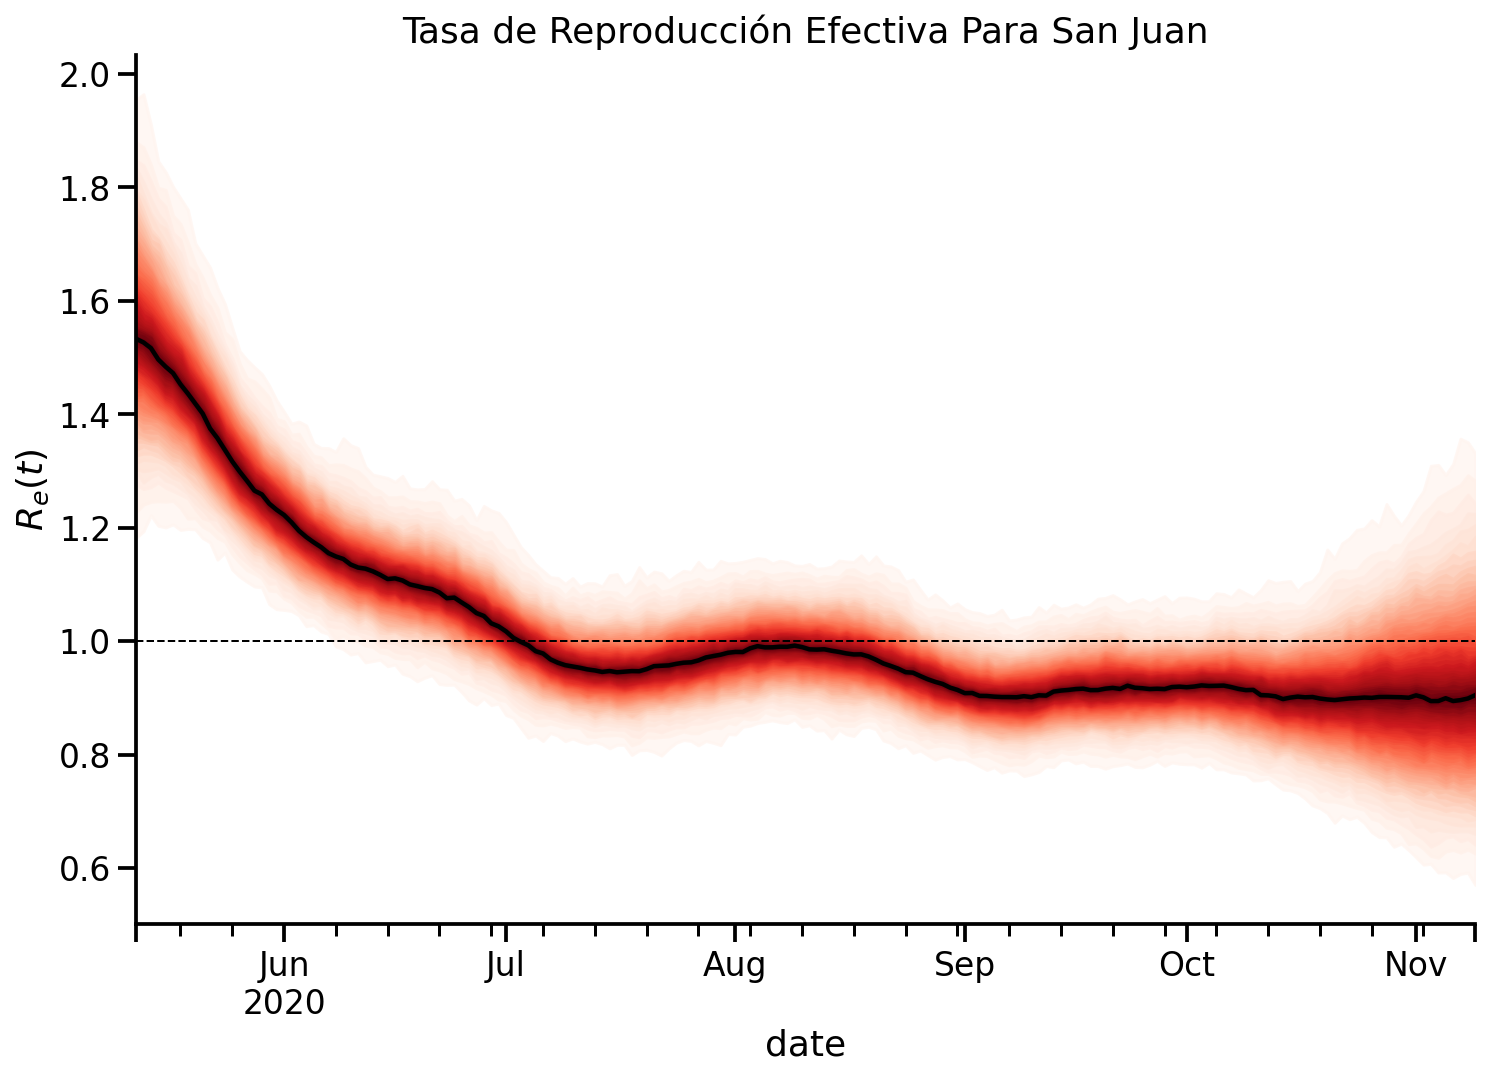 Tasa de Reproducción Efectiva Para San Juan
2.0
1.8
1.6
1.4
1.2
1.0
0.8
0.6
Rₑ(t)
Jun Jul Aug Sep Oct Nov
2020
date